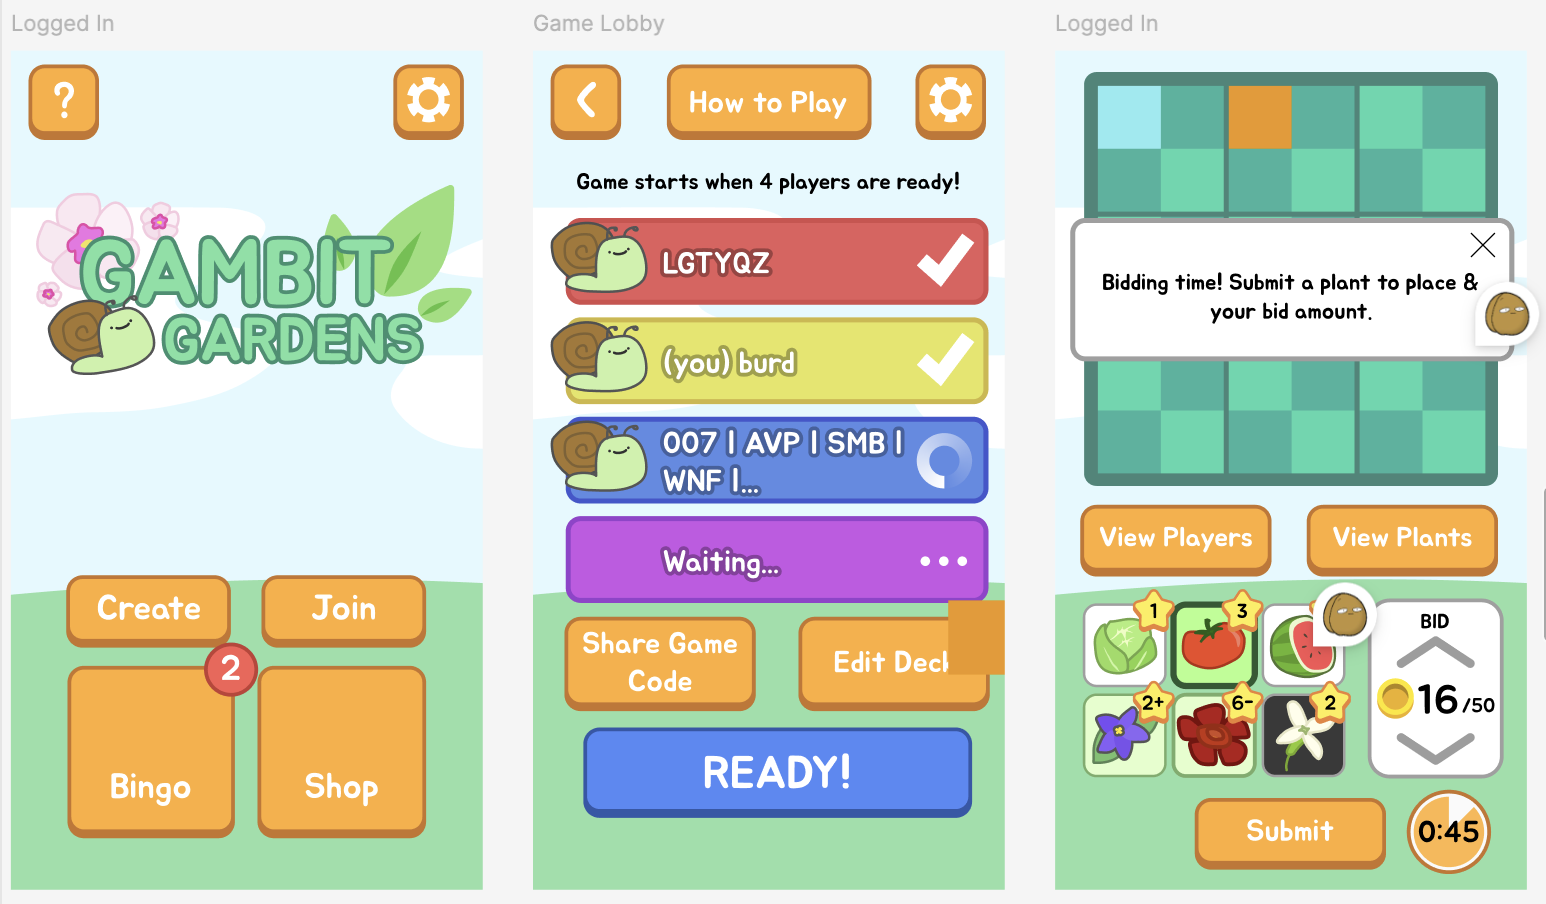 Logged In
?
GAMBIT
GARDENS
Create
Join
2
Bingo
Shop
Game Lobby
How to Play
Game starts when 4 players are ready!
LGTYQZ
(you) burd
007 | AVP | SMB |
WNF |...
Waiting...
Share Game
Code
Edit Deck
READY!
Logged In
Bidding time! Submit a plant to place &
your bid amount.
View Players
View Plants
1
3
2+
6-
2
BID
16/50
Submit
0:45